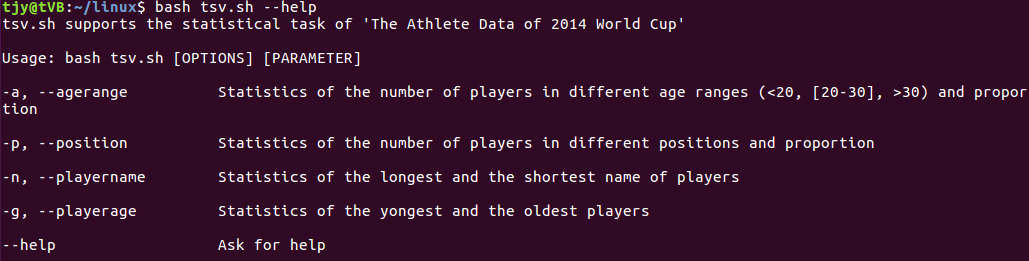 tjy@tVB:~/linux$ bash tsv.sh --help
tsv.sh supports the statistical task of 'The Athlete Data of 2014 World Cup'
Usage: bash tsv.sh [OPTIONS] [PARAMETER]
-a, --agerange          Statistics of the number of players in different age ranges (<20, [20-30], >30) and propor
tion
-p, --position          Statistics of the number of players in different positions and proportion
-n, --playername        Statistics of the longest and the shortest name of players
-g, --playerage         Statistics of the yongest and the oldest players
--help                  Ask for help